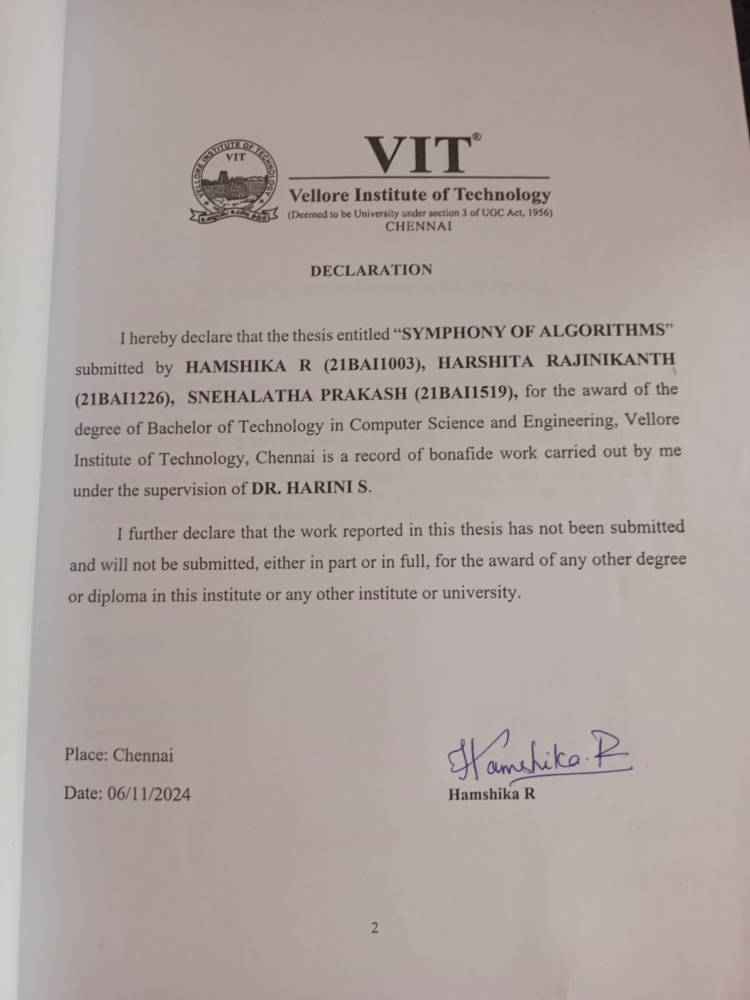 VELLORE INSTITUTE OF TECHNOLOGY
VIT
VIT®
Vellore Institute of Technology
(Deemed to be University under section 3 of UGC Act, 1956)
CHENNAI
DECLARATION
I hereby declare that the thesis entitled “SYMPHONY OF ALGORITHMS”
submitted by HAMSHIKA R (21BAI1003), HARSHITA RAJINIKANTH
(21BAI1226), SNEHALATHA PRAKASH (21BAI1519), for the award of the
degree of Bachelor of Technology in Computer Science and Engineering, Vellore
Institute of Technology, Chennai is a record of bonafide work carried out by me
under the supervision of DR. HARINI S.
I further declare that the work reported in this thesis has not been submitted
and will not be submitted, either in part or in full, for the award of any other degree
or diploma in this institute or any other institute or university.
Place: Chennai
Hamshika.R
Date: 06/11/2024
Hamshika R
2